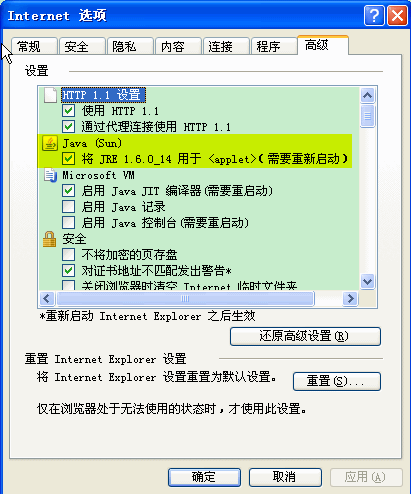 Internet 选项
常规
安全
隐私
内容
连接
程序
高级
设置
HTTP 1.1 设置
使用 HTTP 1.1
通过代理连接使用 HTTP 1.1
Java (Sun)
将 JRE 1.6.0_14 用于 <applet>(需要重新启动)
Microsoft VM
启用 Java JIT 编译器(需要重启动)
启用 Java 记录
启用 Java 控制台(需要重启动)
安全
不将加密的页存盘
对证书地址不匹配发出警告*
关闭浏览器时清空 Internet 临时文件夹
*重新启动 Internet Explorer 之后生效
还原高级设置(R)
重置 Internet Explorer 设置
将 Internet Explorer 设置重置为默认设置。
重置(S)...
仅在浏览器处于无法使用的状态时，才使用此设置。
确定
取消
应用(A)